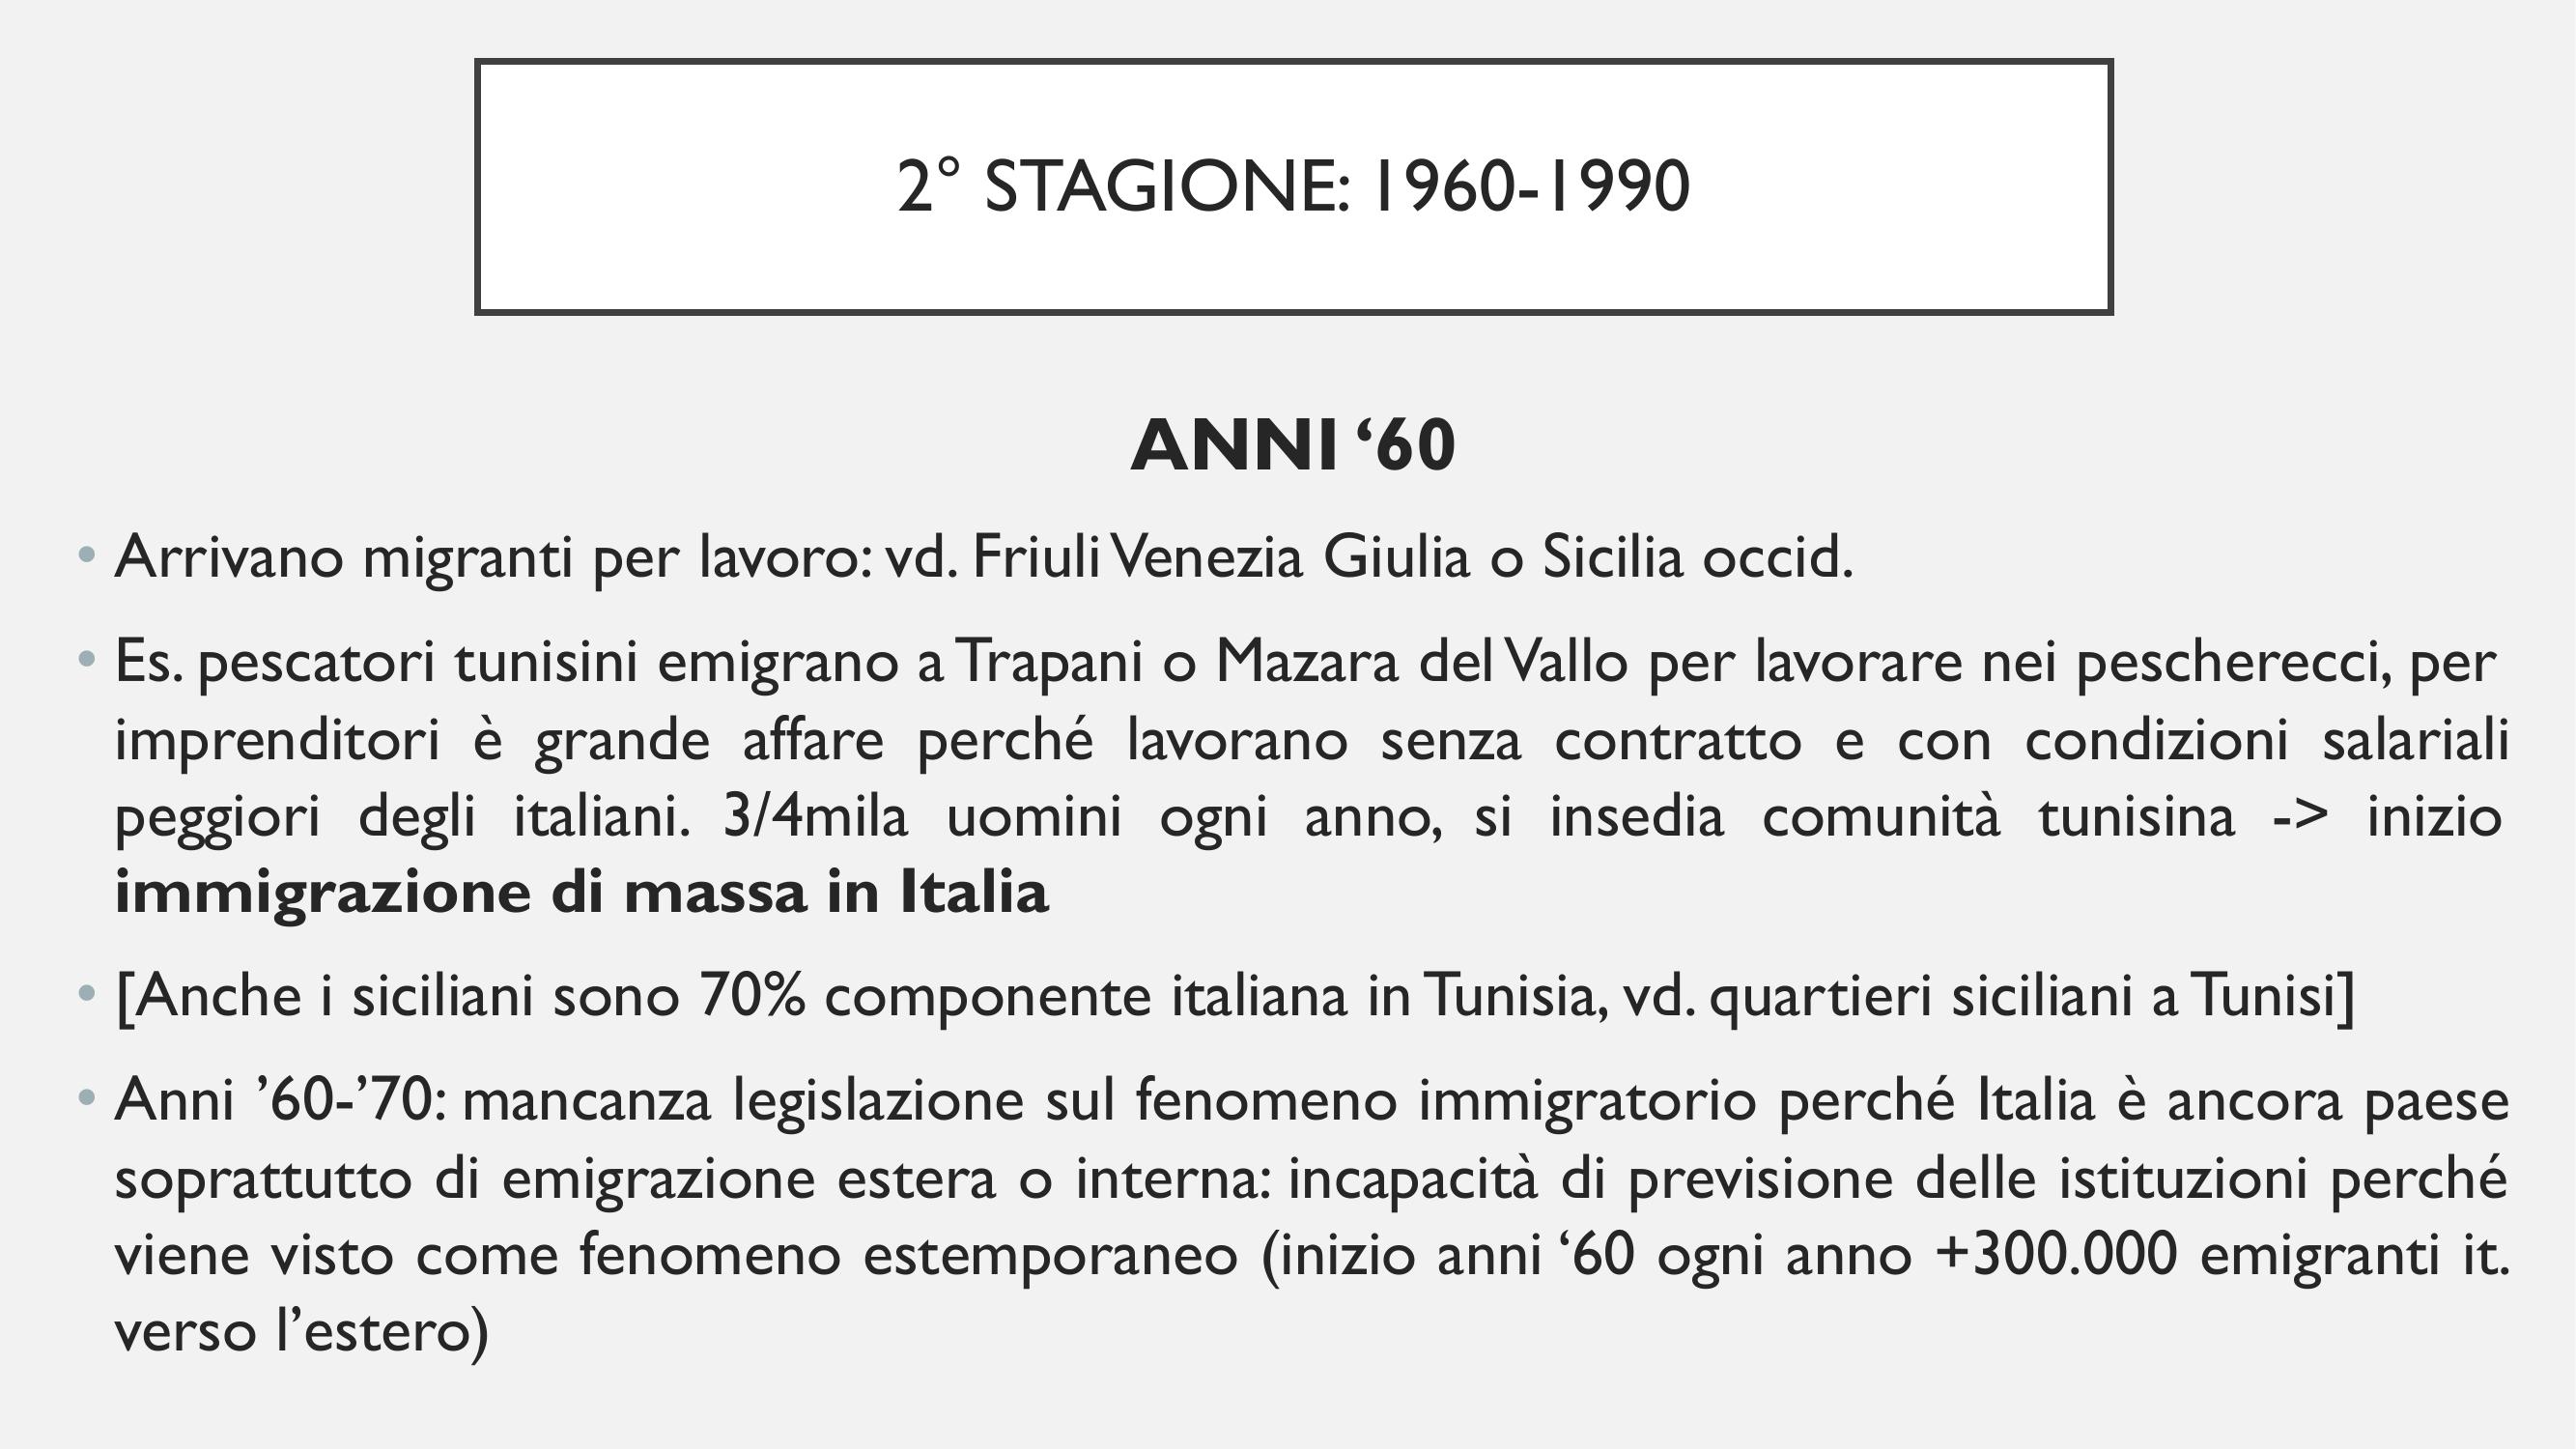 2° STAGIONE: 1960-1990
ANNI ‘60
• Arrivano migranti per lavoro: vd. Friuli Venezia Giulia o Sicilia occid.
• Es. pescatori tunisini emigrano a Trapani o Mazara del Vallo per lavorare nei pescherecci, per
imprenditori è grande affare perché lavorano senza contratto e con condizioni salariali
peggiori degli italiani. 3/4mila uomini ogni anno, si insedia comunità tunisina -> inizio
immigrazione di massa in Italia
• [Anche i siciliani sono 70% componente italiana in Tunisia, vd. quartieri siciliani a Tunisi]
• Anni ’60-’70: mancanza legislazione sul fenomeno immigratorio perché Italia è ancora paese
soprattutto di emigrazione estera o interna: incapacità di previsione delle istituzioni perché
viene visto come fenomeno estemporaneo (inizio anni ‘60 ogni anno +300.000 emigranti it.
verso l’estero)